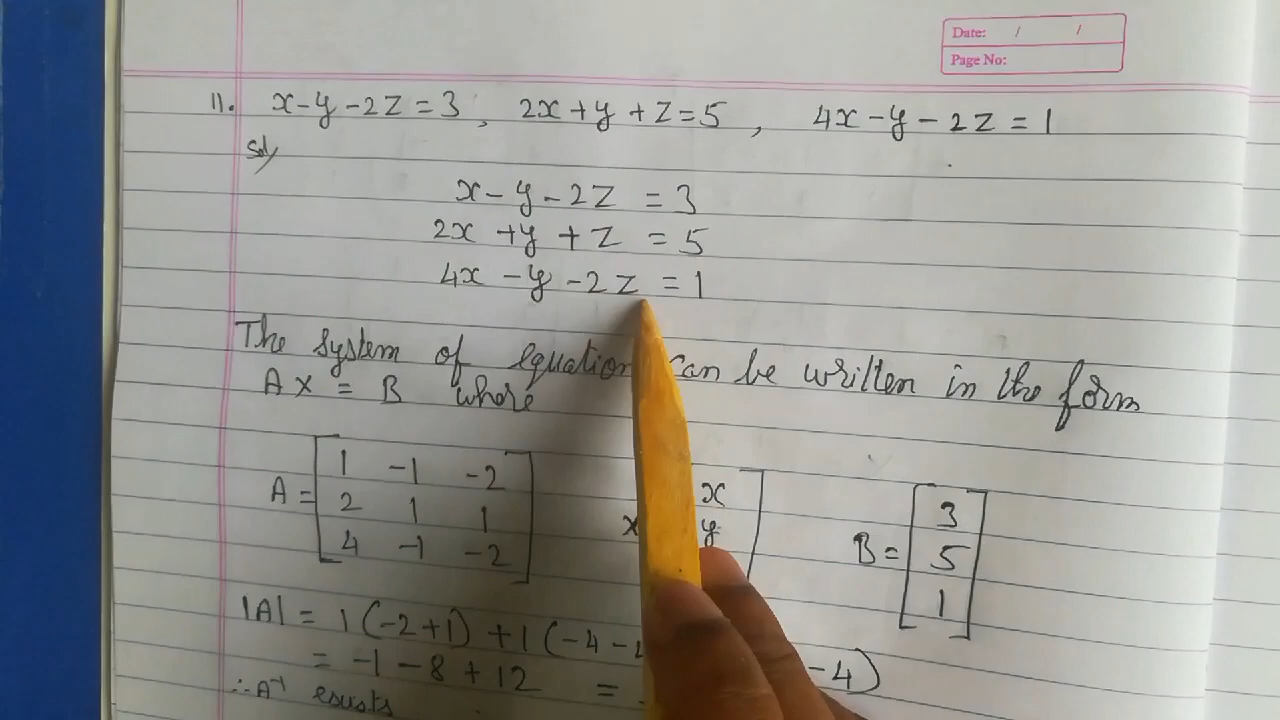 Date: / /
Page No:
11. x-y-2z=3, 2x+y+z=5, 4x-y-2z=1
Sol/
x-y-2z=3
2x+y+z=5
4x-y-2z=1
The system of equation can be written in the form
AX = B where
A = [1 -1 -2 x B = [3
2 1 1 x y 5
4 -1 -2] 1]
|A| = 1(-2+1) +1(-4-
= -1-8+12 = -4)
∴A⁻¹ exists